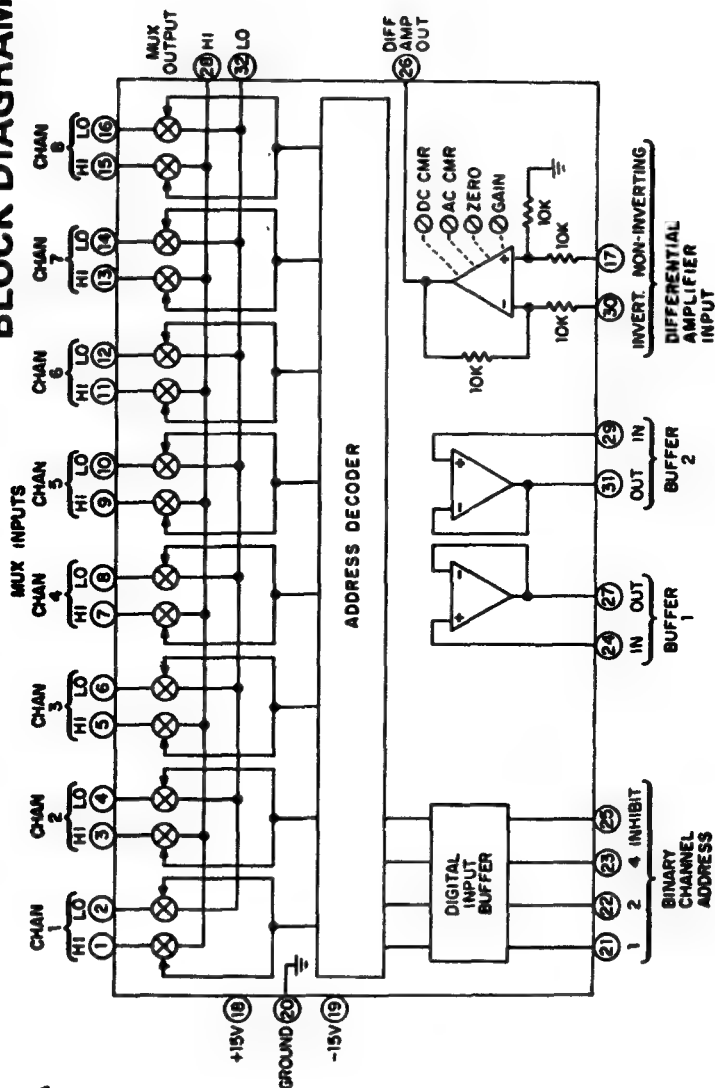 BLOCK DIAGRAM
MUX INPUTS
CHAN 1
HI LO
1 2
CHAN 2
HI LO
3 4
CHAN 3
HI LO
5 6
CHAN 4
HI LO
7 8
CHAN 5
HI LO
9 10
CHAN 6
HI LO
11 12
CHAN 7
HI LO
13 14
CHAN 8
HI LO
15 16
MUX
OUTPUT
28 HI
32 LO
+15V 18
GROUND 20
-15V 19
ADDRESS DECODER
DIFF
26 AMP
OUT
DIGITAL
INPUT
BUFFER
DC CMR
AC CMR
ZERO
GAIN
- +
- +
- +
10K
10K
10K
10K
21 22 23 25
1 2 4 INHIBIT
BINARY
CHANNEL
ADDRESS
24 27
IN OUT
BUFFER
1
31 29
OUT IN
BUFFER
2
30 17
INVERT. NON-INVERTING
DIFFERENTIAL
AMPLIFIER
INPUT